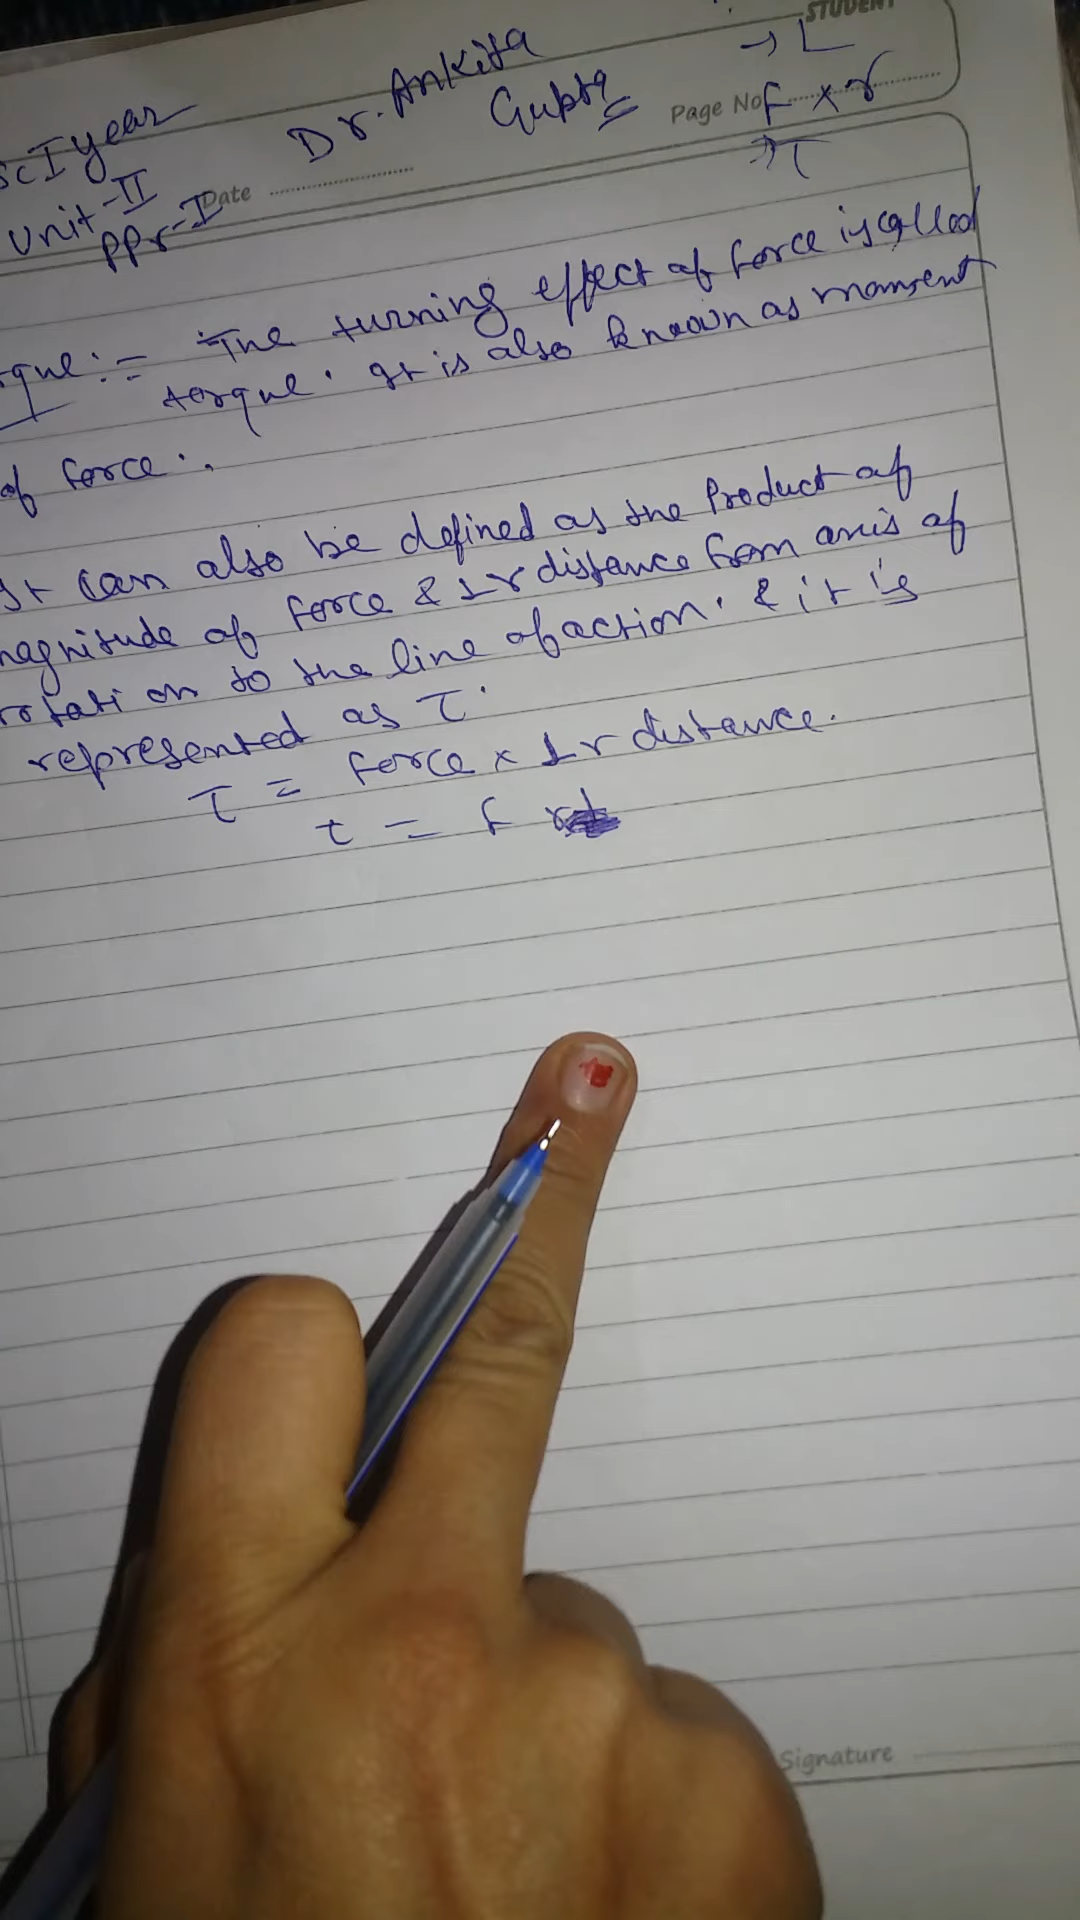 STUDENT
→ L
Sc I year
Dr. Ankita
Gupta
Page No. F × r
→ τ
Unit-II
Date
PPr-I
rque:- The turning effect of force is called
torque. It is also known as moment
of force.
It can also be defined as the Product of
magnitude of force & ⊥r distance from axis of
rotation to the line of action. & it is
represented as τ.
τ = force × ⊥r distance.
τ = F r
Signature